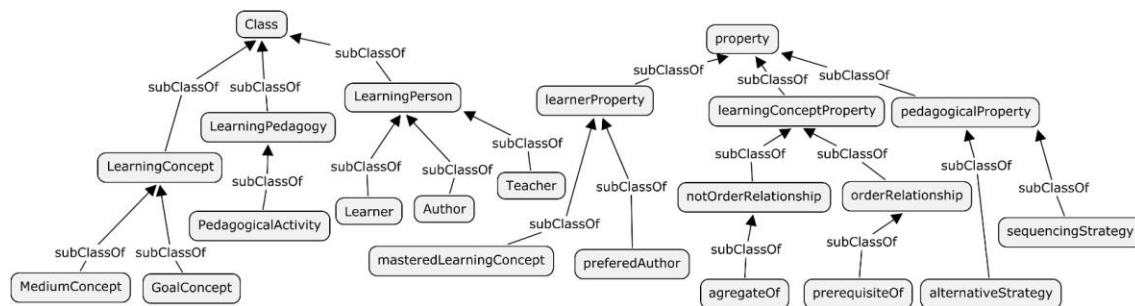 Class
property
subClassOf
subClassOf
subClassOf
subClassOf
subClassOf
subClassOf
LearningPerson
learnerProperty
learningConceptProperty
pedagogicalProperty
LearningPedagogy
subClassOf
subClassOf
subClassOf
subClassOf
subClassOf
LearningConcept
subClassOf
subClassOf
subClassOf
subClassOf
Teacher
notOrderRelationship
orderRelationship
Learner
Author
PedagogicalActivity
subClassOf
sequencingStrategy
subClassOf
subClassOf
subClassOf
subClassOf
masteredLearningConcept
preferedAuthor
MediumConcept
GoalConcept
agregateOf
prerequisiteOf
alternativeStrategy